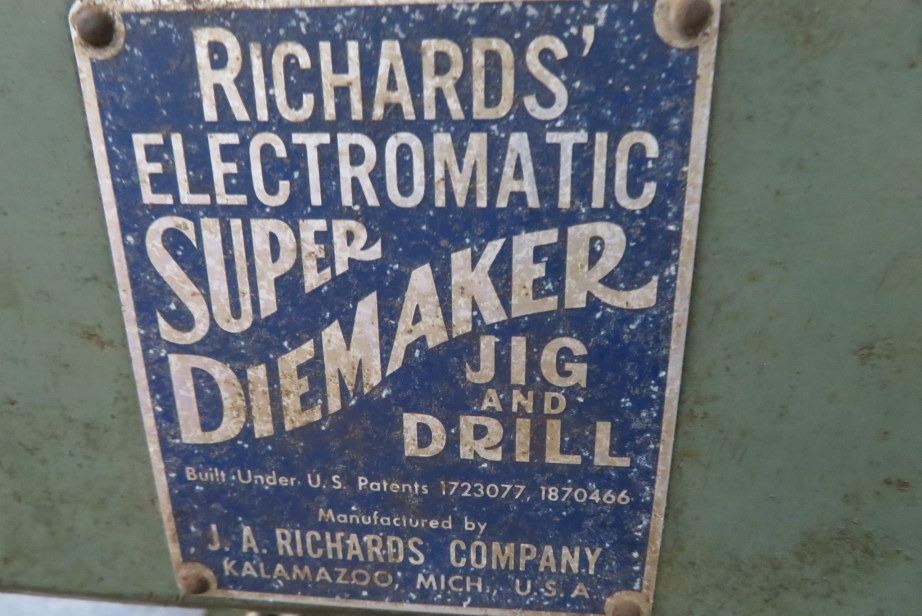 RICHARDS'
ELECTROMATIC
SUPER
DIEMAKER
JIG
AND
DRILL
Built Under U.S. Patents 1723077, 1870466
Manufactured by
J. A. RICHARDS COMPANY
KALAMAZOO, MICH., U.S.A